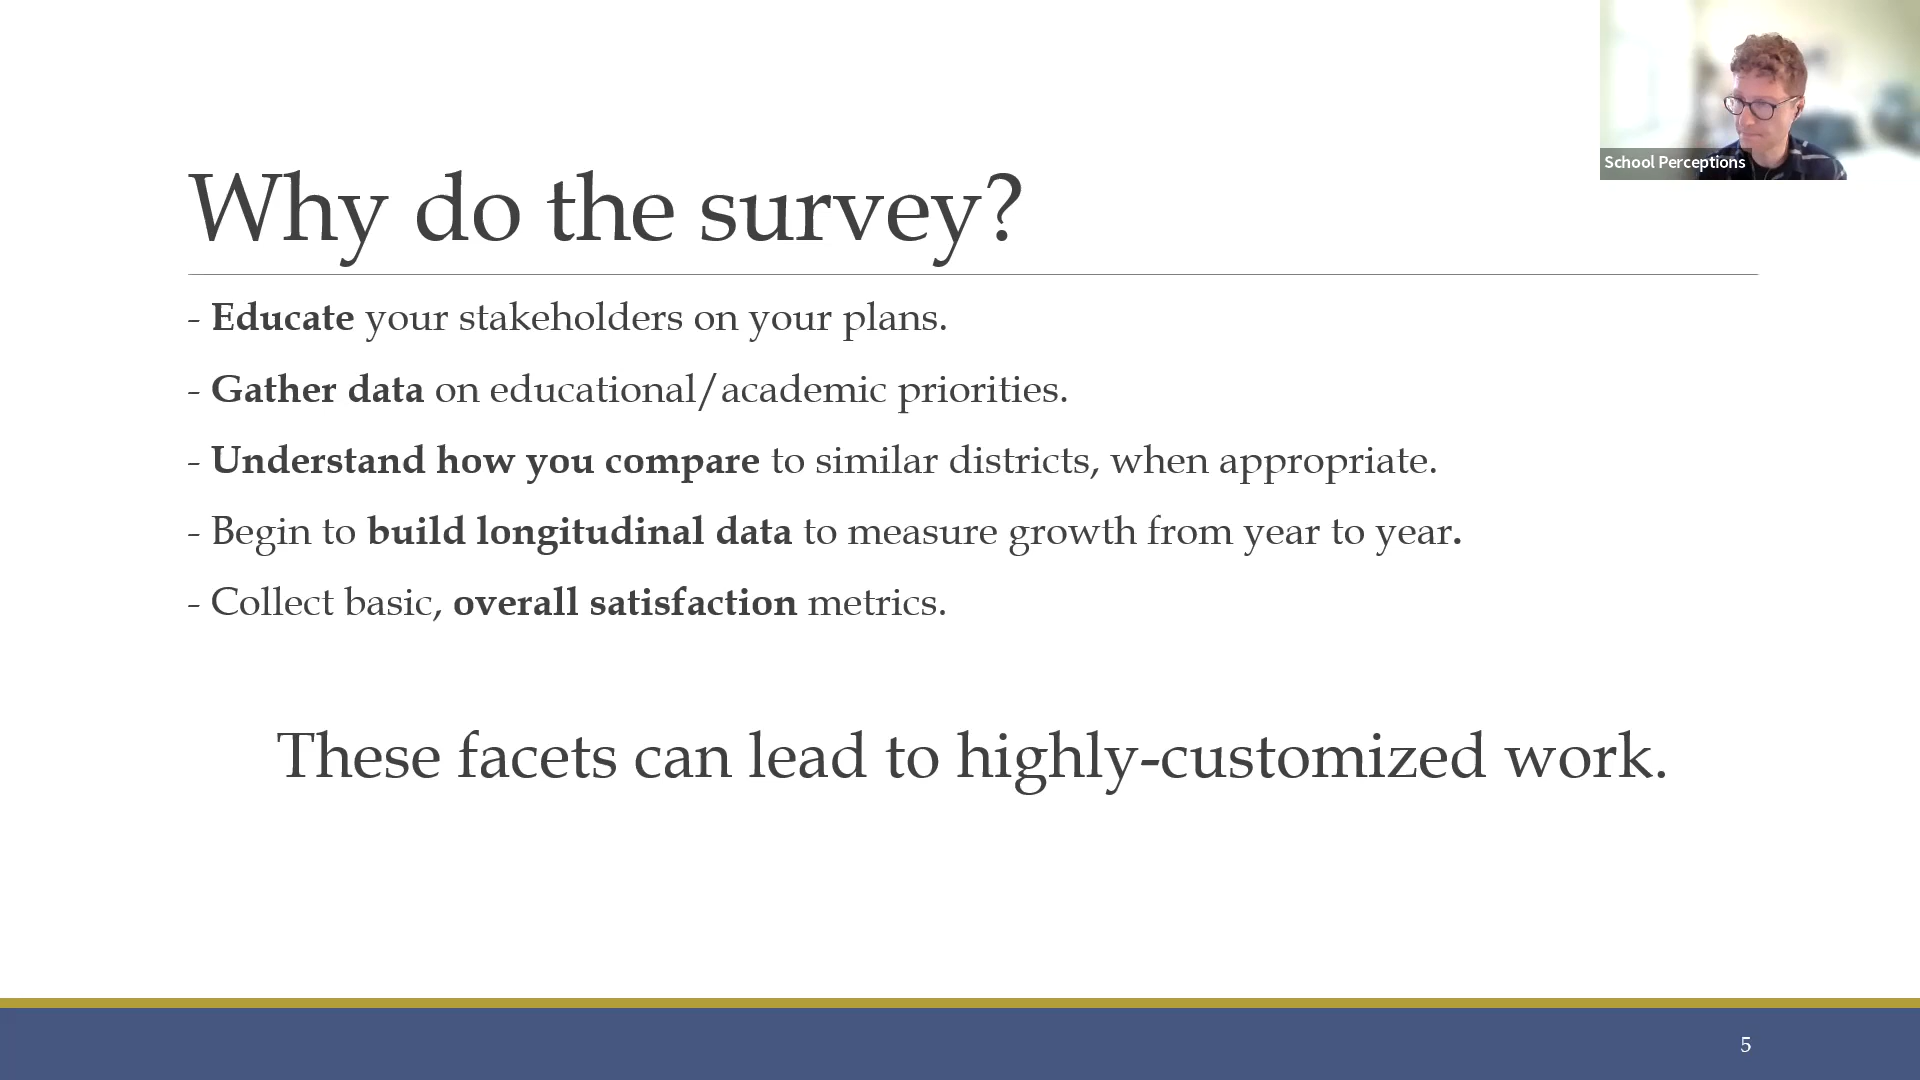 School Perceptions
Why do the survey?
- Educate your stakeholders on your plans.
- Gather data on educational/academic priorities.
- Understand how you compare to similar districts, when appropriate.
- Begin to build longitudinal data to measure growth from year to year.
- Collect basic, overall satisfaction metrics.
These facets can lead to highly-customized work.
5